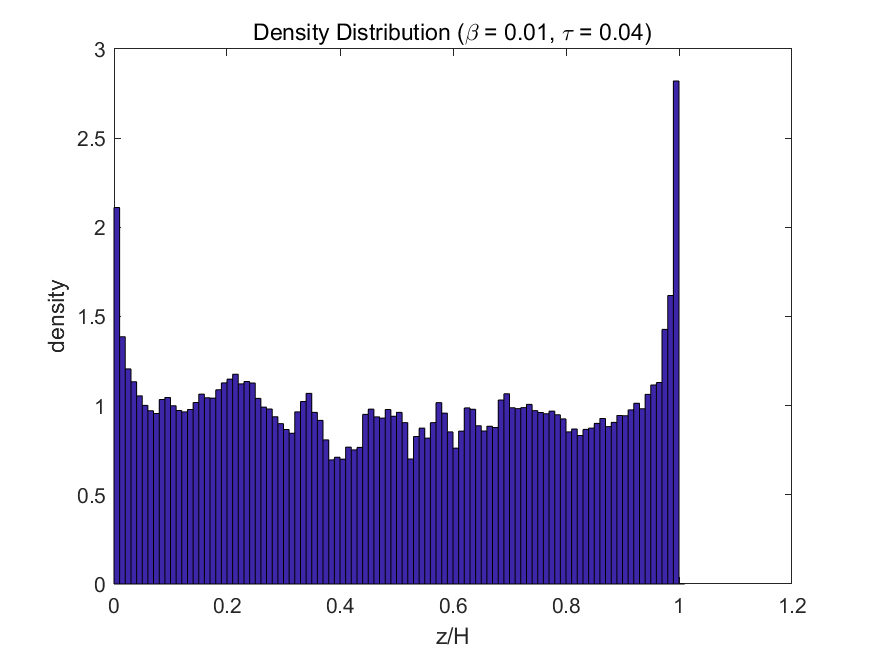 Density Distribution (β = 0.01, τ = 0.04)
3
2.5
2
1.5
1
0.5
0
density
0 0.2 0.4 0.6 0.8 1 1.2
z/H